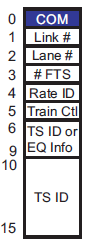 0 COM
1 Link #
2 Lane #
3 # FTS
4 Rate ID
5 Train Ctl
6 TS ID or
9 EQ Info
10
TS ID
15